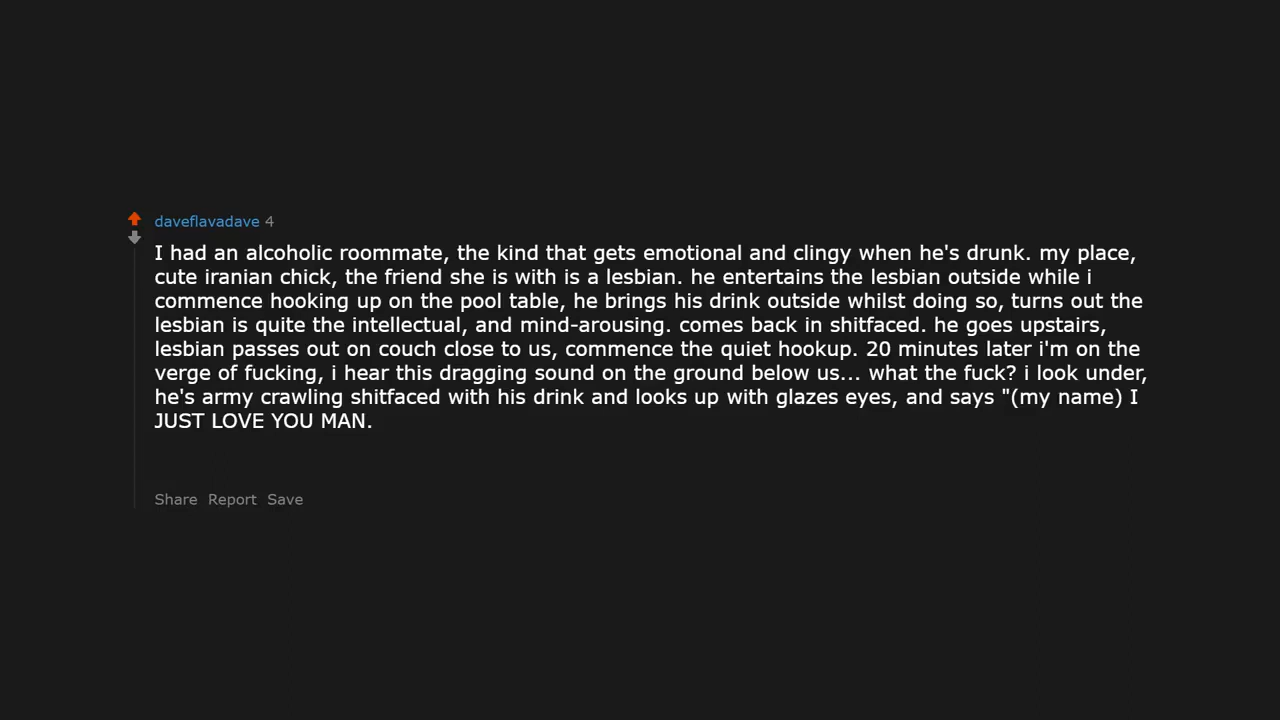 daveflavadave 4
I had an alcoholic roommate, the kind that gets emotional and clingy when he's drunk. my place,
cute iranian chick, the friend she is with is a lesbian. he entertains the lesbian outside while i
commence hooking up on the pool table, he brings his drink outside whilst doing so, turns out the
lesbian is quite the intellectual, and mind-arousing. comes back in shitfaced. he goes upstairs,
lesbian passes out on couch close to us, commence the quiet hookup. 20 minutes later i'm on the
verge of fucking, i hear this dragging sound on the ground below us... what the fuck? i look under,
he's army crawling shitfaced with his drink and looks up with glazes eyes, and says "(my name) I
JUST LOVE YOU MAN.
Share Report Save